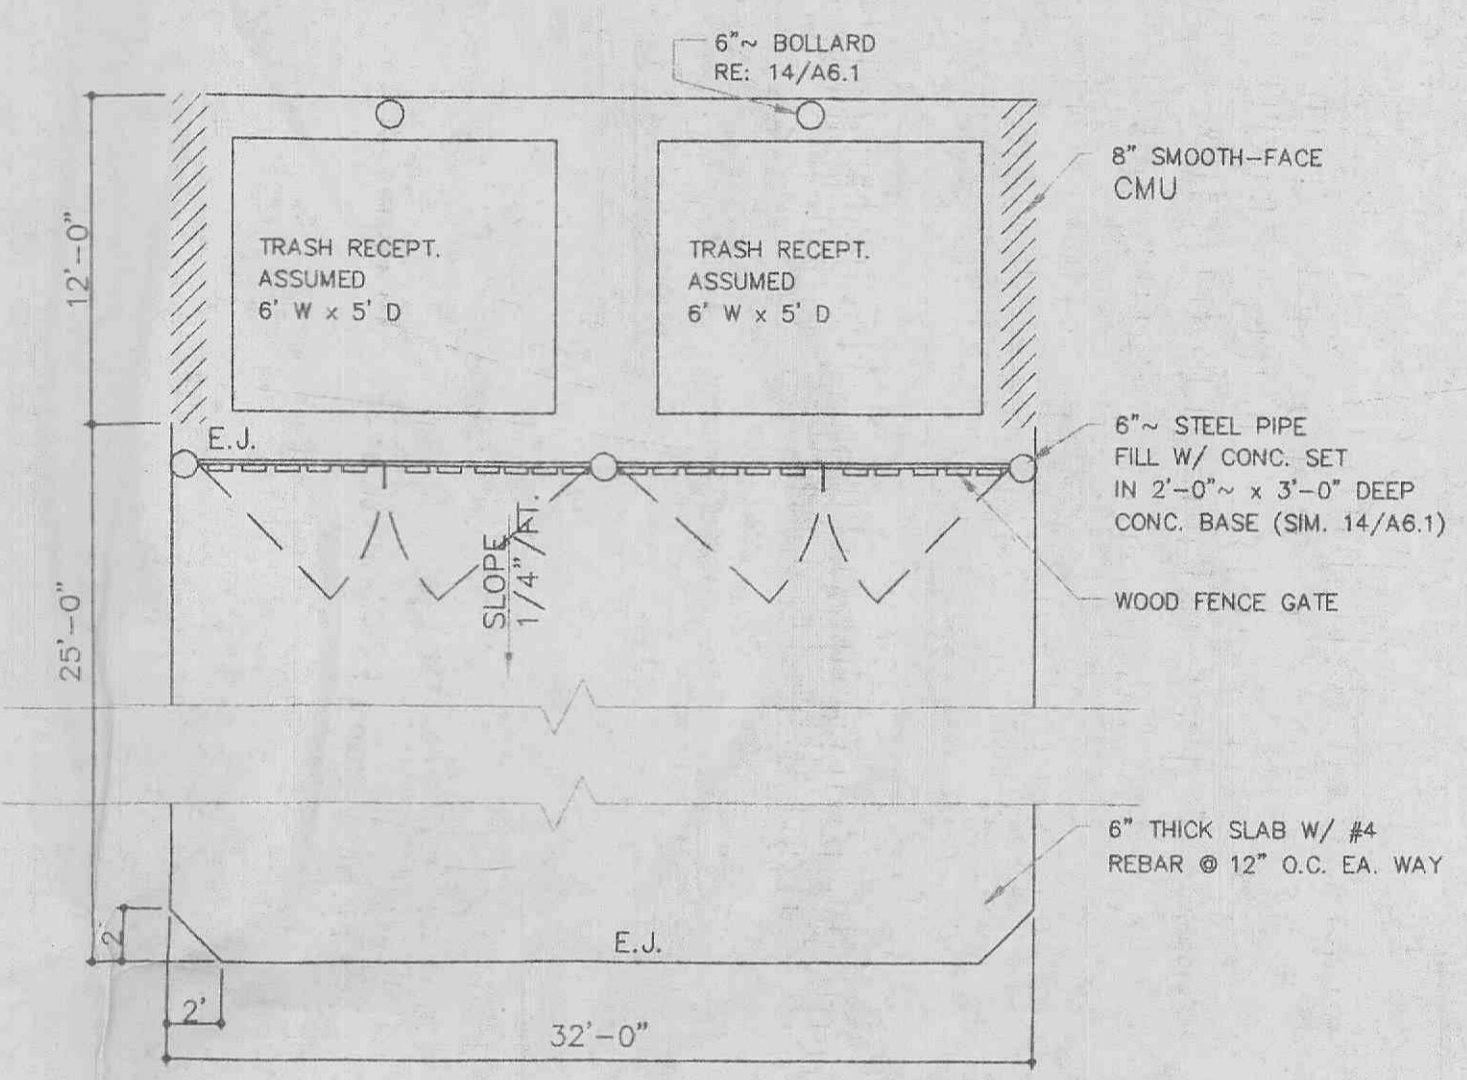 6"~ BOLLARD
RE: 14/A6.1
8" SMOOTH-FACE
CMU
12'-0"
TRASH RECEPT.
ASSUMED
6' W x 5' D
TRASH RECEPT.
ASSUMED
6' W x 5' D
E.J.
6"~ STEEL PIPE
FILL W/ CONC. SET
IN 2'-0"~ x 3'-0" DEEP
CONC. BASE (SIM. 14/A6.1)
SLOPE
1/4"/FT.
WOOD FENCE GATE
25'-0"
6" THICK SLAB W/ #4
REBAR @ 12" O.C. EA. WAY
2'
E.J.
2'
32'-0"